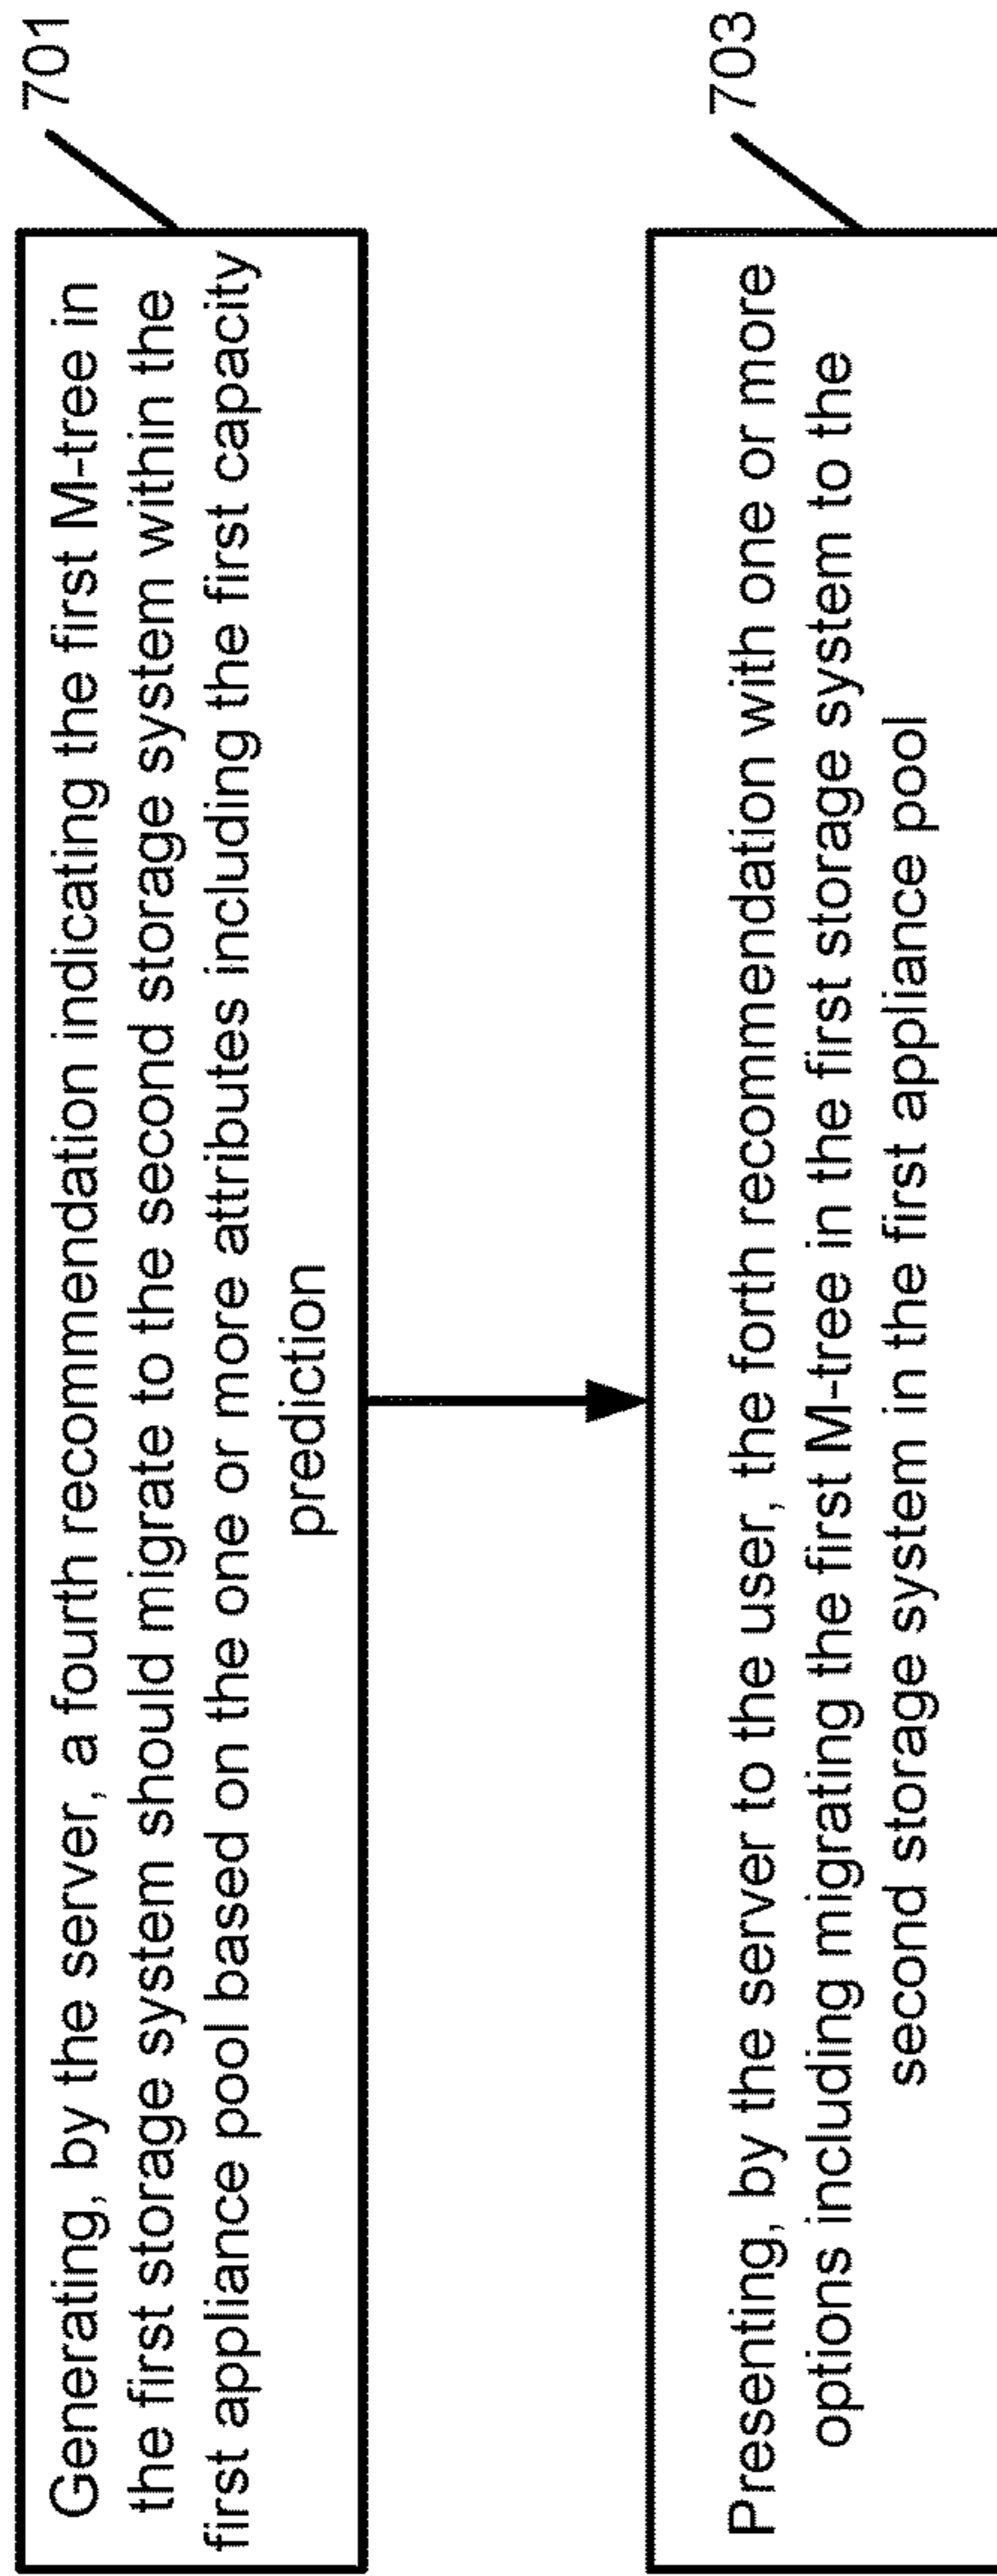 Generating, by the server, a fourth recommendation indicating the first M-tree in
the first storage system should migrate to the second storage system within the
first appliance pool based on the one or more attributes including the first capacity
prediction
701
Presenting, by the server to the user, the forth recommendation with one or more
options including migrating the first M-tree in the first storage system to the
second storage system in the first appliance pool
703